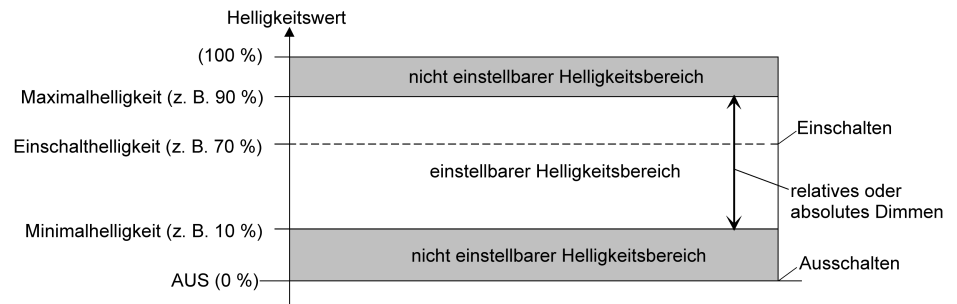 Helligkeitswert
(100 %)
nicht einstellbarer Helligkeitsbereich
Maximalhelligkeit (z. B. 90 %)
Einschalten
Einschalthelligkeit (z. B. 70 %)
einstellbarer Helligkeitsbereich
relatives oder
absolutes Dimmen
Minimalhelligkeit (z. B. 10 %)
nicht einstellbarer Helligkeitsbereich
Ausschalten
AUS (0 %)